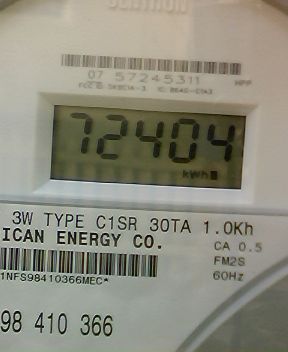 CENTRON
07 57245311
72404
kWh
3W TYPE C1SR 30TA 1.0Kh
ICAN ENERGY CO.
CA 0.5
FM2S
60Hz
1NFS98410366MEC*
98 410 366